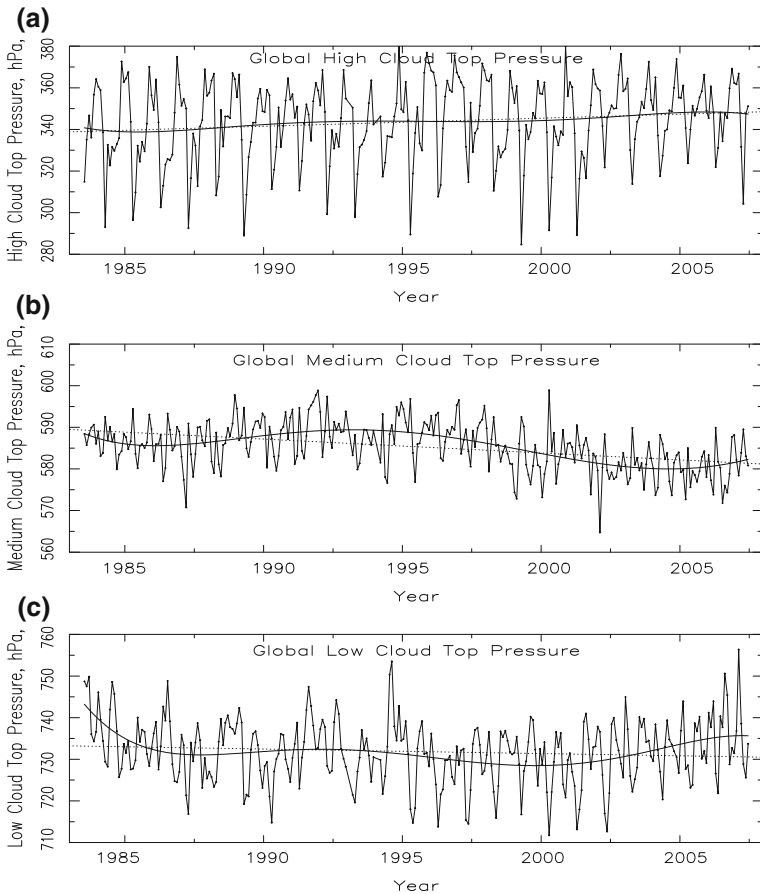 (a)
Global High Cloud Top Pressure
High Cloud Top Pressure, hPa,
380
360
340
320
300
280
1985
1990
1995
2000
2005
Year
(b)
Global Medium Cloud Top Pressure
Medium Cloud Top Pressure, hPa,
610
600
590
580
570
560
1985
1990
1995
2000
2005
Year
(c)
Global Low Cloud Top Pressure
Low Cloud Top Pressure, hPa,
760
750
740
730
720
710
1985
1990
1995
2000
2005
Year